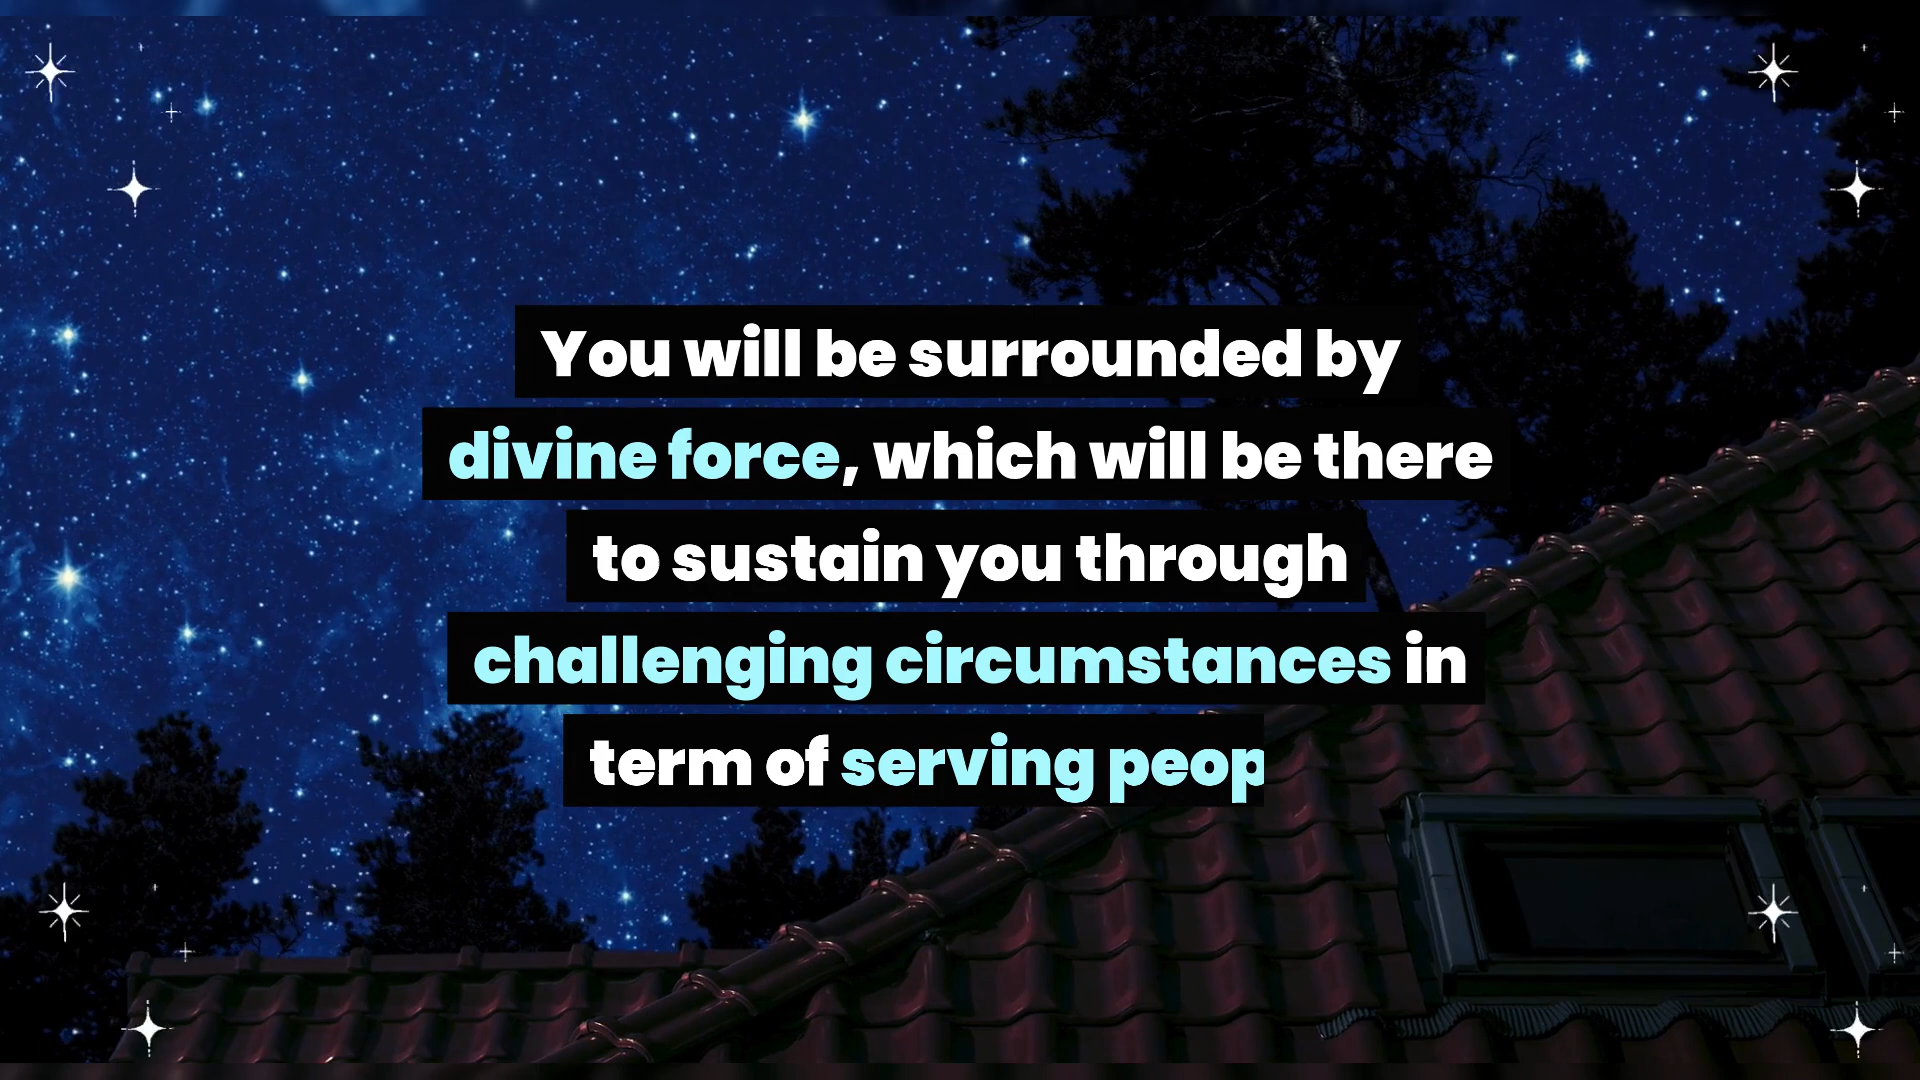 You will be surrounded by
divine force, which will be there
to sustain you through
challenging circumstances in
term of serving peop